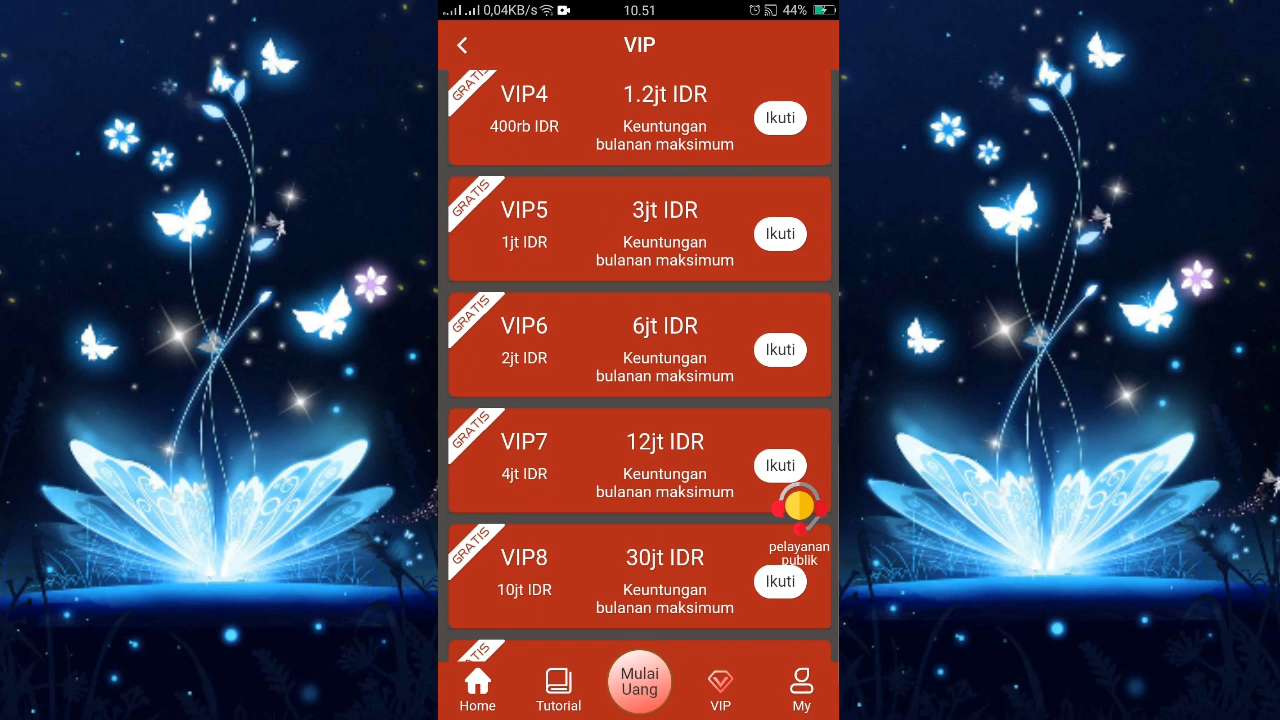 0,04KB/s
10.51
44%
VIP
GRATIS
VIP4
1.2jt IDR
400rb IDR
Keuntungan
bulanan maksimum
Ikuti
GRATIS
VIP5
3jt IDR
1jt IDR
Keuntungan
bulanan maksimum
Ikuti
GRATIS
VIP6
6jt IDR
2jt IDR
Keuntungan
bulanan maksimum
Ikuti
GRATIS
VIP7
12jt IDR
4jt IDR
Keuntungan
bulanan maksimum
Ikuti
pelayanan
publik
GRATIS
VIP8
30jt IDR
10jt IDR
Keuntungan
bulanan maksimum
Ikuti
GRATIS
Home
Tutorial
Mulai
Uang
VIP
My